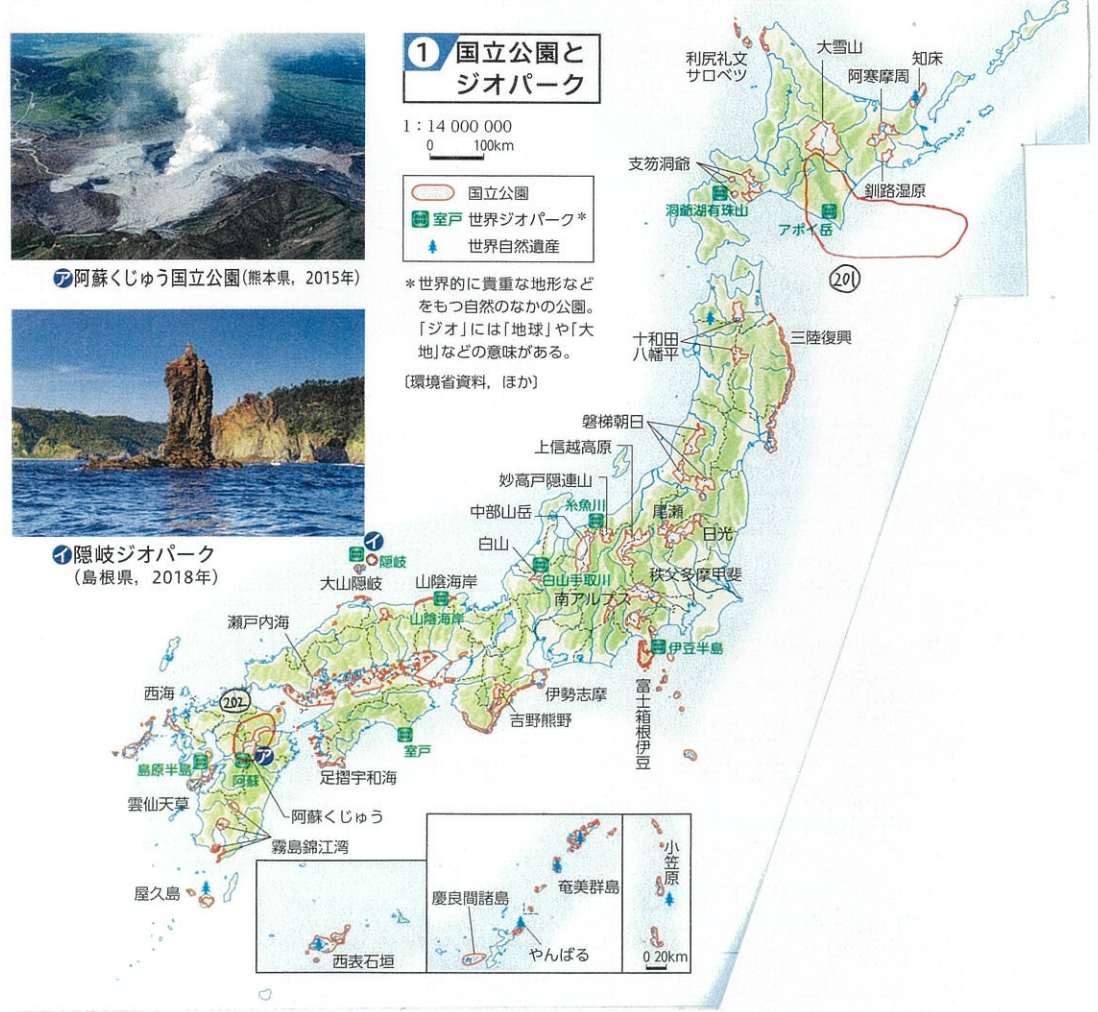 1 国立公園と
ジオパーク
1：14 000 000
0 100km
国立公園
室戸 世界ジオパーク*
世界自然遺産
*世界的に貴重な地形など
をもつ自然のなかの公園。
「ジオ」には「地球」や「大
地」などの意味がある。
〔環境省資料，ほか〕
ア阿蘇くじゅう国立公園(熊本県，2015年)
イ隠岐ジオパーク
(島根県，2018年)
利尻礼文
サロベツ
大雪山
阿寒摩周
知床
支笏洞爺
洞爺湖有珠山
アポイ岳
釧路湿原
201
十和田
八幡平
三陸復興
磐梯朝日
上信越高原
妙高戸隠連山
糸魚川
中部山岳
尾瀬
日光
白山
白山手取川
秩父多摩甲斐
南アルプス
イ
隠岐
大山隠岐
山陰海岸
山陰海岸
瀬戸内海
伊豆半島
富士箱根伊豆
伊勢志摩
吉野熊野
室戸
足摺宇和海
西海
202
ア
島原半島
阿蘇
雲仙天草
阿蘇くじゅう
霧島錦江湾
屋久島
西表石垣
慶良間諸島
奄美群島
やんばる
小笠原
0 20km